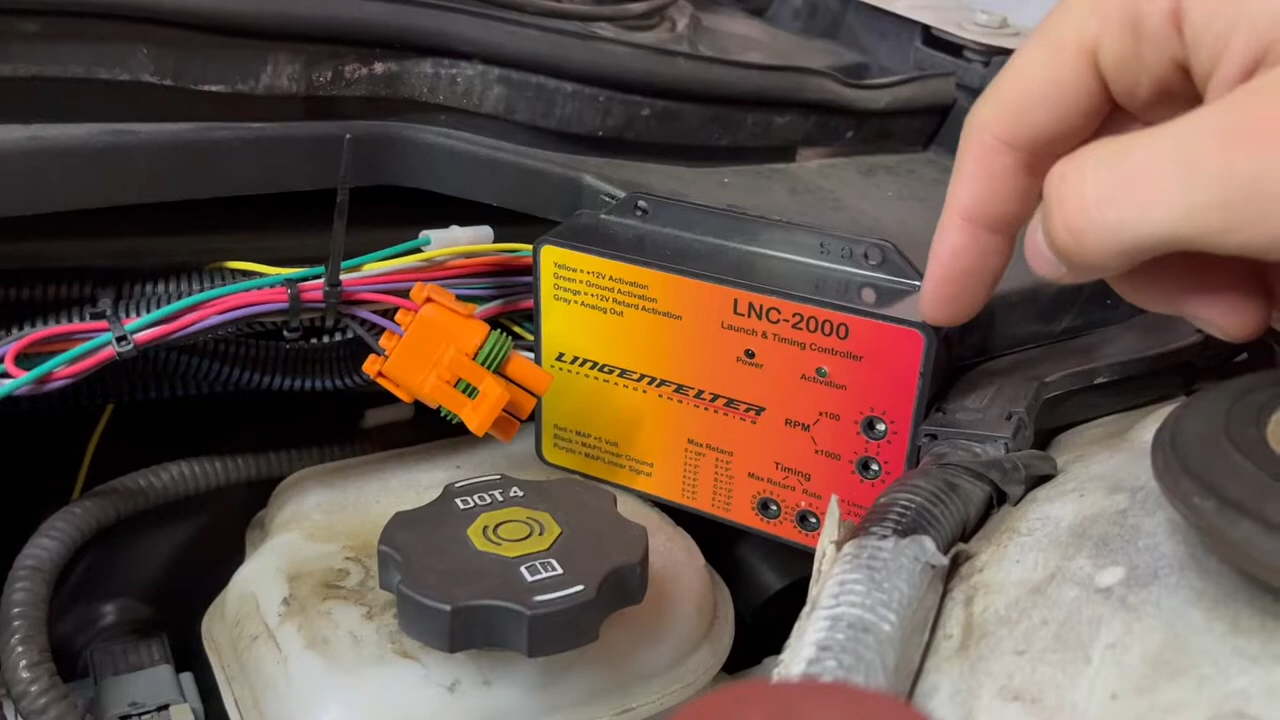 Yellow = +12V Activation
Green = Ground Activation
Orange = +12V Retard Activation
Gray = Analog Out
LNC-2000
Launch & Timing Controller
Power
Activation
LINGENFELTER
PERFORMANCE ENGINEERING
RPM
x100
x1000
Red = MAP +5 Volt
Black = MAP/Linear Ground
Purple = MAP/Linear Signal
Max Retard
Timing
Max Retard
Rate
DOT 4